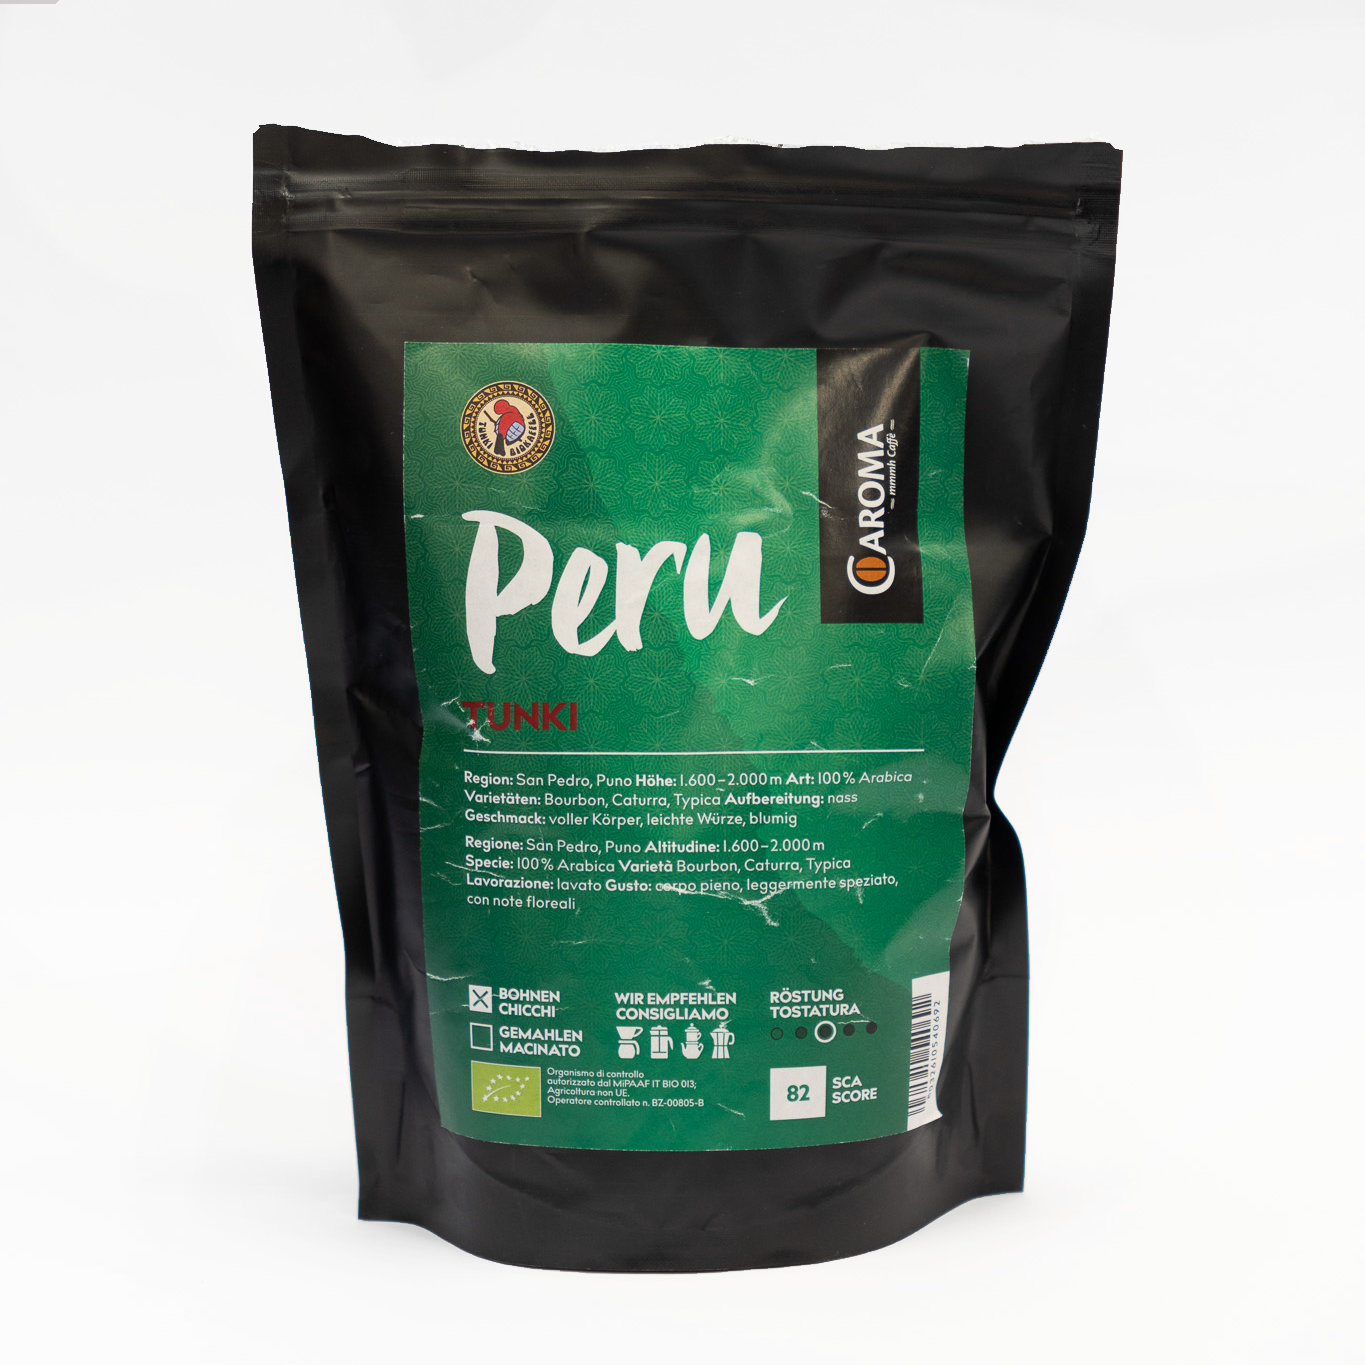 TUNKI
CAROMA
mmmh Caffè
Peru
TUNKI
Region: San Pedro, Puno Höhe: 1.600–2.000 m Art: 100 % Arabica
Varietäten: Bourbon, Caturra, Typica Aufbereitung: nass
Geschmack: voller Körper, leichte Würze, blumig
Regione: San Pedro, Puno Altitudine: 1.600–2.000 m
Specie: 100 % Arabica Varietà Bourbon, Caturra, Typica
Lavorazione: lavato Gusto: corpo pieno, leggermente speziato,
con note floreali
BOHNEN
CHICCHI
GEMAHLEN
MACINATO
WIR EMPFEHLEN
CONSIGLIAMO
RÖSTUNG
TOSTATURA
Organismo di controllo
autorizzato dal MiPAAF IT BIO 013;
Agricoltura non UE.
Operatore controllato n. BZ-00805-B
82
SCA
SCORE